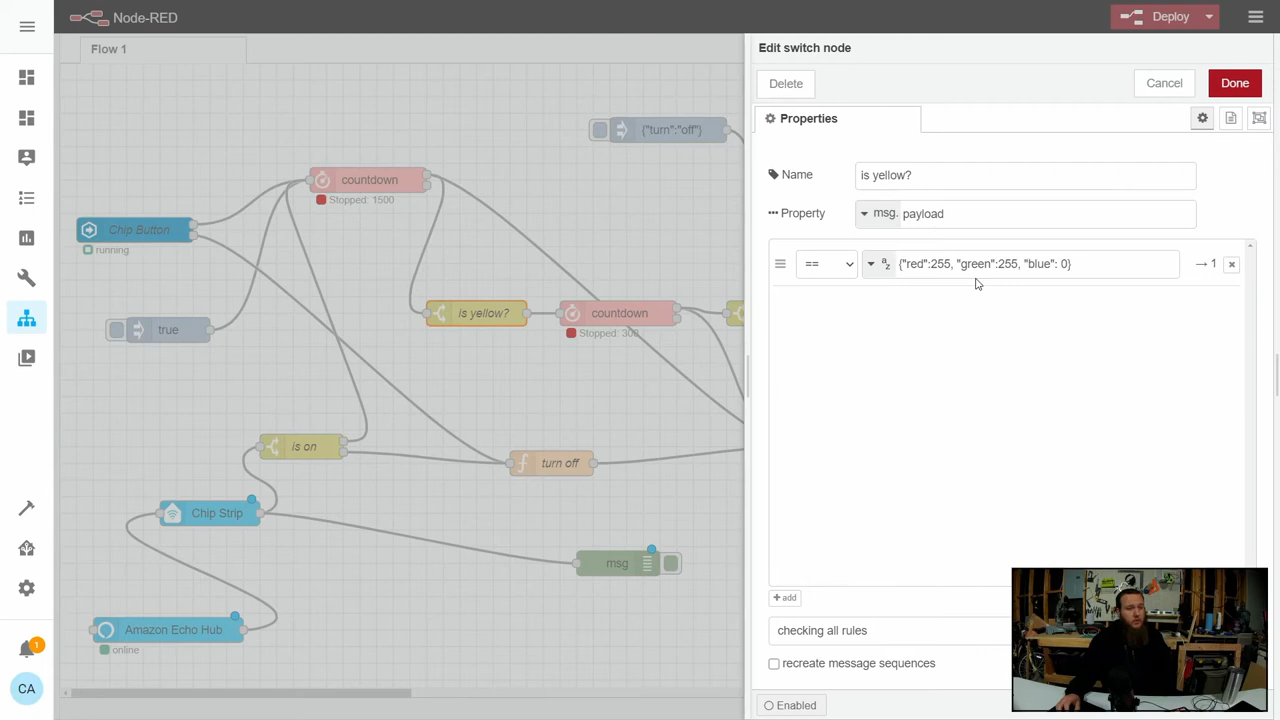 Node-RED
Deploy
Flow 1
Edit switch node
Delete
Cancel
Done
Properties
Name
is yellow?
Property
msg. payload
== az {"red":255, "green":255, "blue": 0} → 1
add
checking all rules
recreate message sequences
Enabled
{"turn":"off"}
countdown
Stopped: 1500
Chip Button
running
is yellow?
countdown
Stopped: 300
true
is on
turn off
Chip Strip
msg
Amazon Echo Hub
online
1
CA